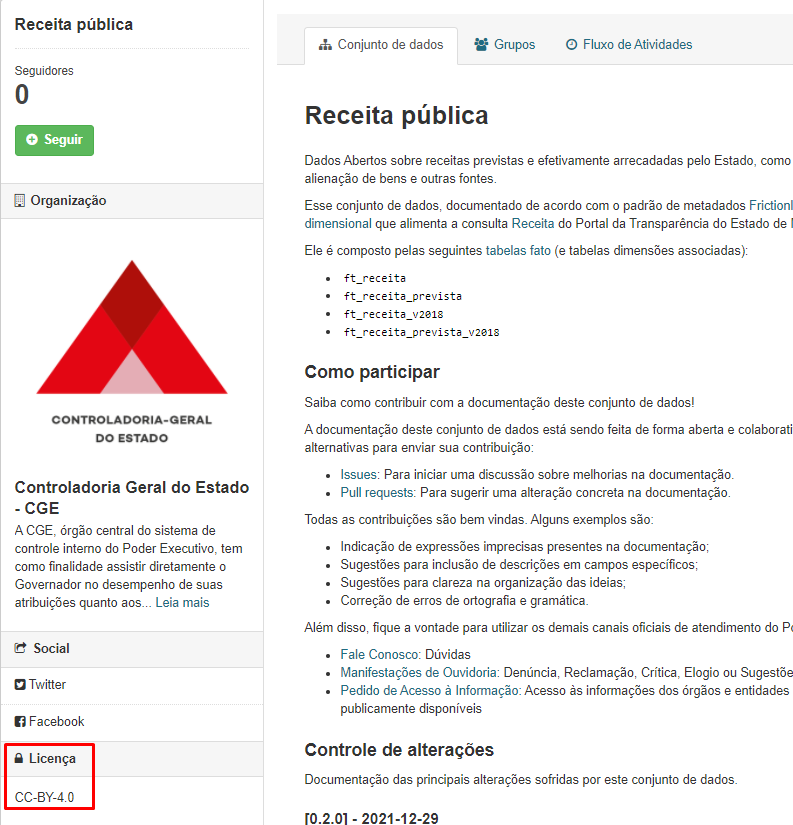 Receita pública
Seguidores
0
Seguir
Organização
CONTROLADORIA-GERAL
DO ESTADO
Controladoria Geral do Estado
- CGE
A CGE, órgão central do sistema de
controle interno do Poder Executivo, tem
como finalidade assistir diretamente o
Governador no desempenho de suas
atribuições quanto aos... Leia mais
Social
Twitter
Facebook
Licença
CC-BY-4.0
Conjunto de dados
Grupos
Fluxo de Atividades
Receita pública
Dados Abertos sobre receitas previstas e efetivamente arrecadadas pelo Estado, como
alienação de bens e outras fontes.
Esse conjunto de dados, documentado de acordo com o padrão de metadados
dimensional que alimenta a consulta Receita do Portal da Transparência do Estado de
Ele é composto pelas seguintes tabelas fato (e tabelas dimensões associadas):
ft_receita
ft_receita_prevista
ft_receita_v2018
ft_receita_prevista_v2018
Como participar
Saiba como contribuir com a documentação deste conjunto de dados!
A documentação deste conjunto de dados está sendo feita de forma aberta e
alternativas para enviar sua contribuição:
Issues: Para iniciar uma discussão sobre melhorias na documentação.
Pull requests: Para sugerir uma alteração concreta na documentação.
Todas as contribuições são bem vindas. Alguns exemplos são:
Indicação de expressões imprecisas presentes na documentação;
Sugestões para inclusão de descrições em campos específicos;
Sugestões para clareza na organização das ideias;
Correção de erros de ortografia e gramática.
Além disso, fique a vontade para utilizar os demais canais oficiais de atendimento do
Fale Conosco: Dúvidas
Manifestações de Ouvidoria: Denúncia, Reclamação, Crítica, Elogio ou
Pedido de Acesso à Informação: Acesso às informações dos órgãos e entidades
publicamente disponíveis
Controle de alterações
Documentação das principais alterações sofridas por este conjunto de dados.
[0.2.0] - 2021-12-29